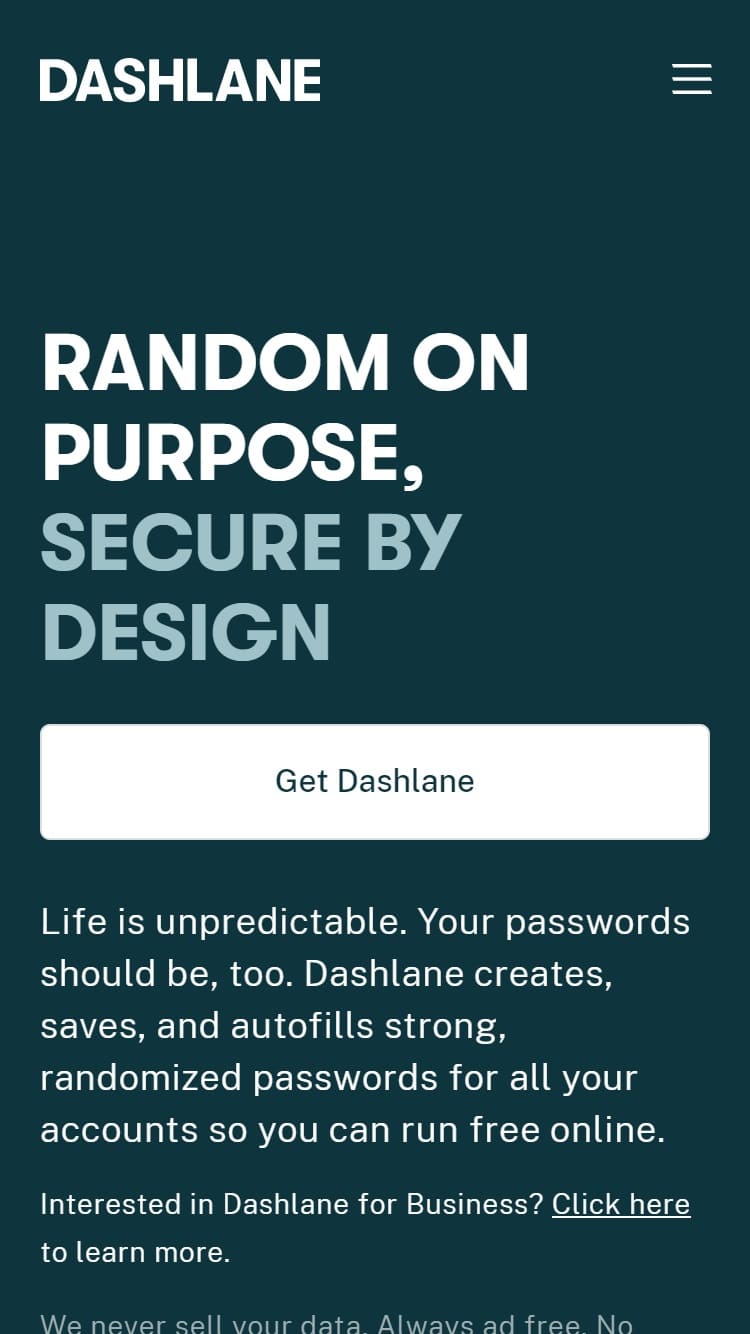 DASHLANE
RANDOM ON
PURPOSE,
SECURE BY
DESIGN
Get Dashlane
Life is unpredictable. Your passwords
should be, too. Dashlane creates,
saves, and autofills strong,
randomized passwords for all your
accounts so you can run free online.
Interested in Dashlane for Business? Click here
to learn more.
We never sell your data. Always ad free. No